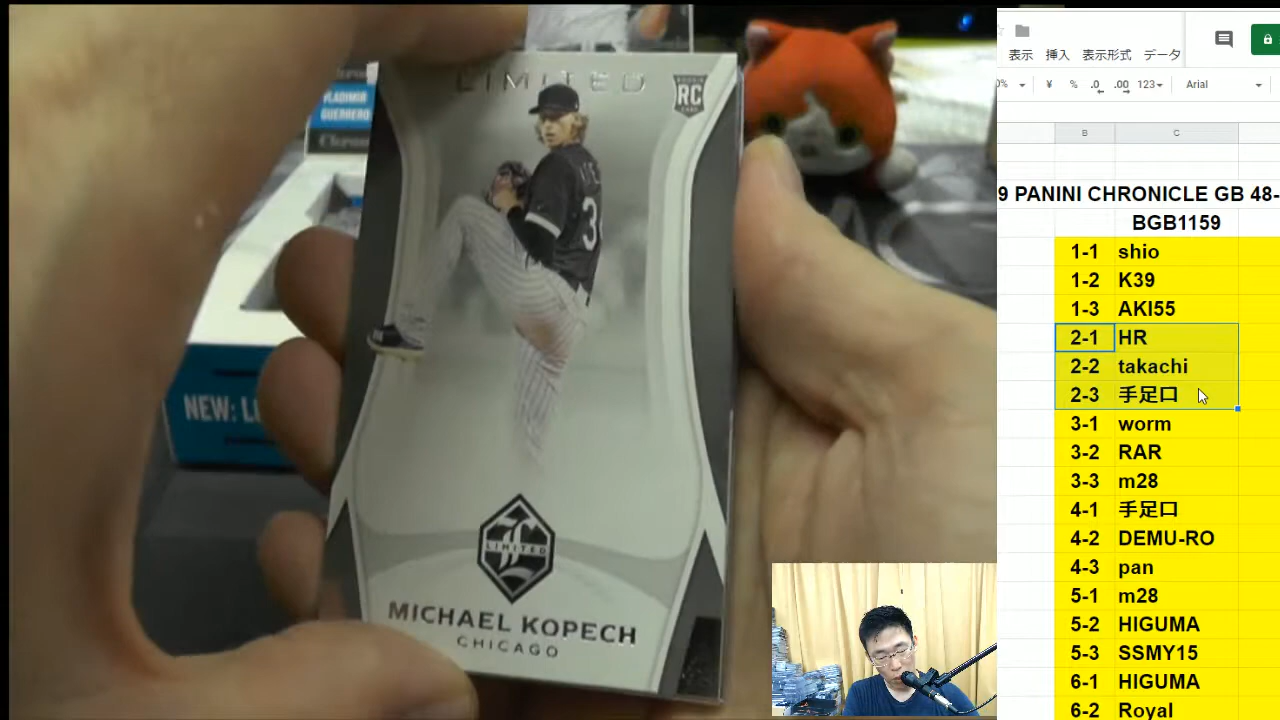 LIMITED
ROOKIE
RC
VLADIMIR
GUERRERO
Chron
NEW: L
3
LIMITED
MICHAEL KOPECH
CHICAGO
表示 挿入 表示形式 データ
0% ¥ % .0 .00 123 Arial
B C
9 PANINI CHRONICLE GB 48-
BGB1159
1-1 shio
1-2 K39
1-3 AKI55
2-1 HR
2-2 takachi
2-3 手足口
3-1 worm
3-2 RAR
3-3 m28
4-1 手足口
4-2 DEMU-RO
4-3 pan
5-1 m28
5-2 HIGUMA
5-3 SSMY15
6-1 HIGUMA
6-2 Royal